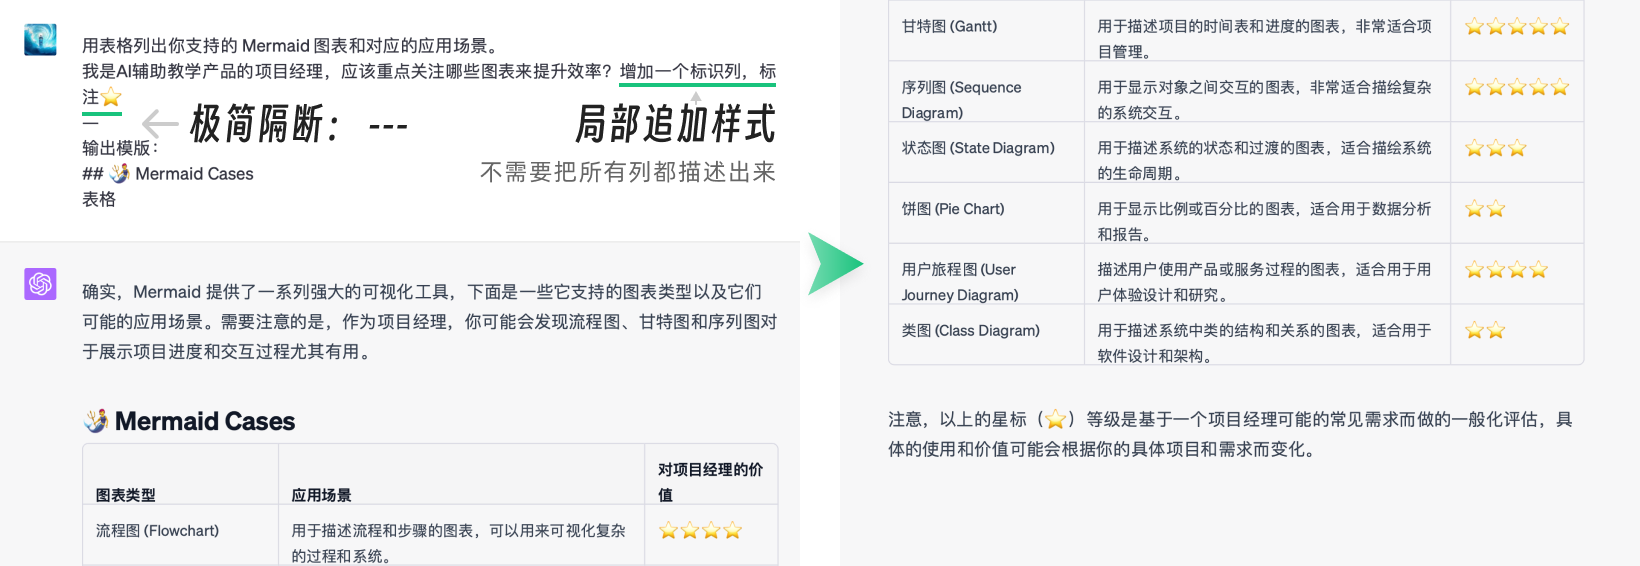 用表格列出你支持的 Mermaid 图表和对应的应用场景。
我是AI辅助教学产品的项目经理，应该重点关注哪些图表来提升效率？增加一个标识列，标
注⭐
—
极简隔断： ---
局部追加样式
不需要把所有列都描述出来
输出模版：
## 🧜‍♂️ Mermaid Cases
表格
确实，Mermaid 提供了一系列强大的可视化工具，下面是一些它支持的图表类型以及它们
可能的应用场景。需要注意的是，作为项目经理，你可能会发现流程图、甘特图和序列图对
于展示项目进度和交互过程尤其有用。
🧜‍♂️ Mermaid Cases
对项目经理的价
图表类型 应用场景 值
流程图 (Flowchart) 用于描述流程和步骤的图表，可以用来可视化复杂 ⭐⭐⭐⭐
的过程和系统。
甘特图 (Gantt) 用于描述项目的时间表和进度的图表，非常适合项 ⭐⭐⭐⭐⭐
目管理。
序列图 (Sequence 用于显示对象之间交互的图表，非常适合描绘复杂 ⭐⭐⭐⭐⭐
Diagram) 的系统交互。
状态图 (State Diagram) 用于描述系统的状态和过渡的图表，适合描绘系统 ⭐⭐⭐
的生命周期。
饼图 (Pie Chart) 用于显示比例或百分比的图表，适合用于数据分析 ⭐⭐
和报告。
用户旅程图 (User 描述用户使用产品或服务过程的图表，适合用于用 ⭐⭐⭐⭐
Journey Diagram) 户体验设计和研究。
类图 (Class Diagram) 用于描述系统中类的结构和关系的图表，适合用于 ⭐⭐
软件设计和架构。
注意，以上的星标（⭐）等级是基于一个项目经理可能的常见需求而做的一般化评估，具
体的使用和价值可能会根据你的具体项目和需求而变化。